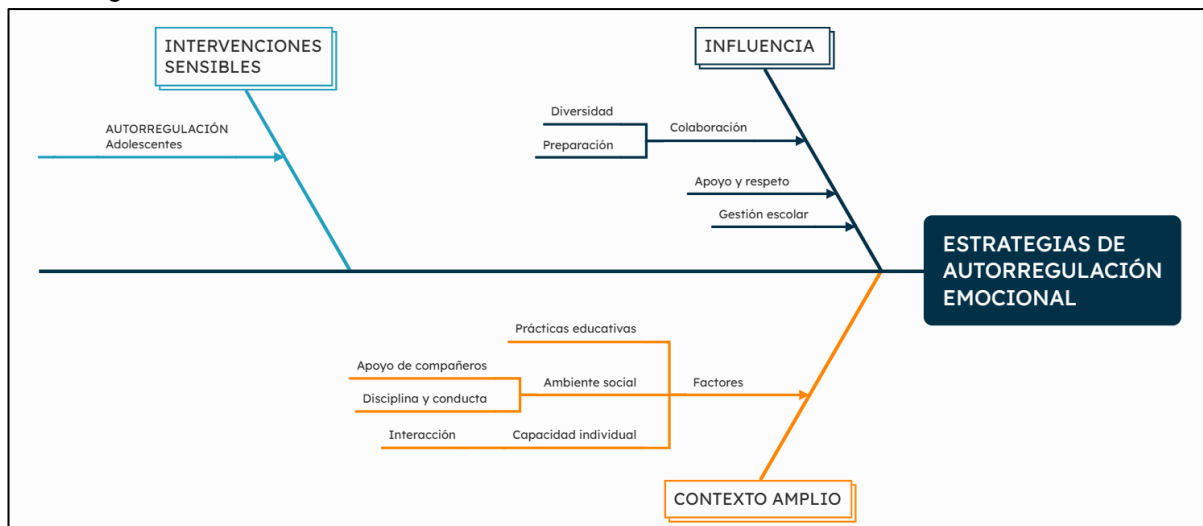 INTERVENCIONES
SENSIBLES
INFLUENCIA
AUTORREGULACIÓN
Adolescentes
Diversidad
Preparación
Colaboración
Apoyo y respeto
Gestión escolar
ESTRATEGIAS DE
AUTORREGULACIÓN
EMOCIONAL
Prácticas educativas
Apoyo de compañeros
Disciplina y conducta
Ambiente social
Factores
Interacción
Capacidad individual
CONTEXTO AMPLIO